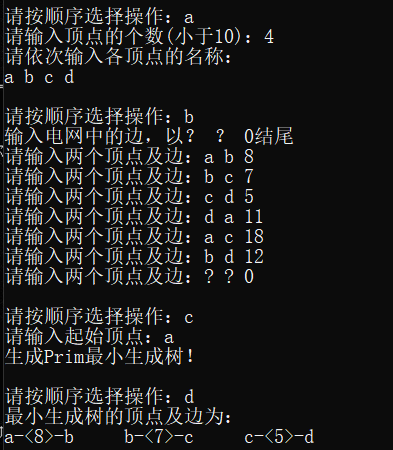 请按顺序选择操作：a
请输入顶点的个数(小于10)：4
请依次输入各顶点的名称：
a b c d
请按顺序选择操作：b
输入电网中的边，以？ ？ 0结尾
请输入两个顶点及边：a b 8
请输入两个顶点及边：b c 7
请输入两个顶点及边：c d 5
请输入两个顶点及边：d a 11
请输入两个顶点及边：a c 18
请输入两个顶点及边：b d 12
请输入两个顶点及边：? ? 0
请按顺序选择操作：c
请输入起始顶点：a
生成Prim最小生成树！
请按顺序选择操作：d
最小生成树的顶点及边为：
a-<8>-b b-<7>-c c-<5>-d